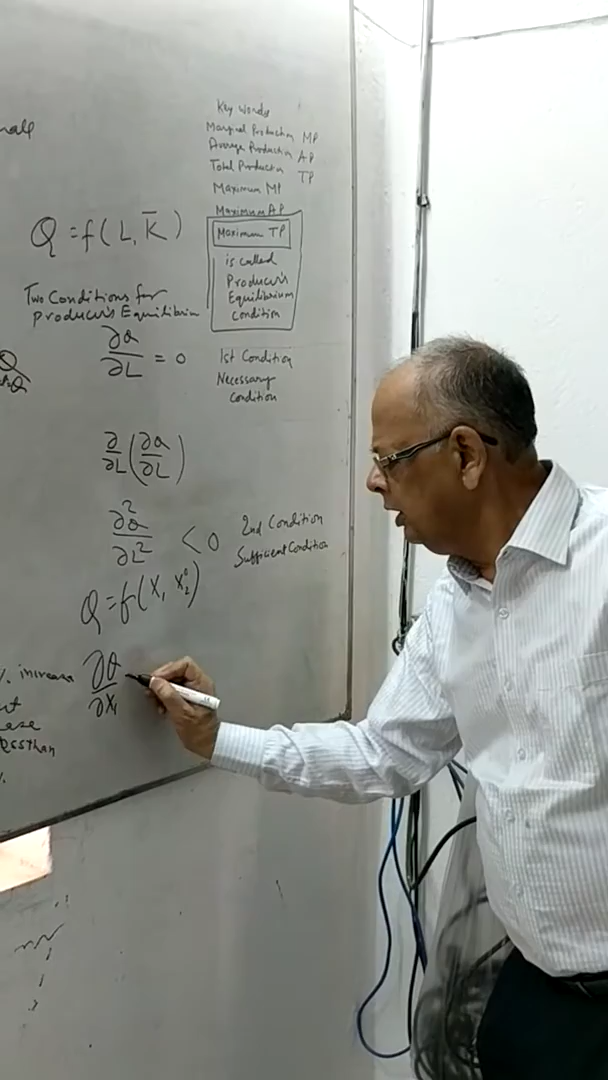 Key words
Marginal Production MP
Average Production AP
Total Production TP
Maximum MP
Maximum AP
Maximum TP
is called
Producer's
Equilibrium
condition
Q = f(L, K̄)
Two Conditions for
Producer's Equilibrium
∂Q/∂L = 0
1st Condition
Necessary
condition
∂/∂L (∂Q/∂L)
∂²Q/∂L² < 0
2nd Condition
Sufficient Condition
Q = f(X, X₂⁰)
% increase
∂Q/∂X₁
less than
%.